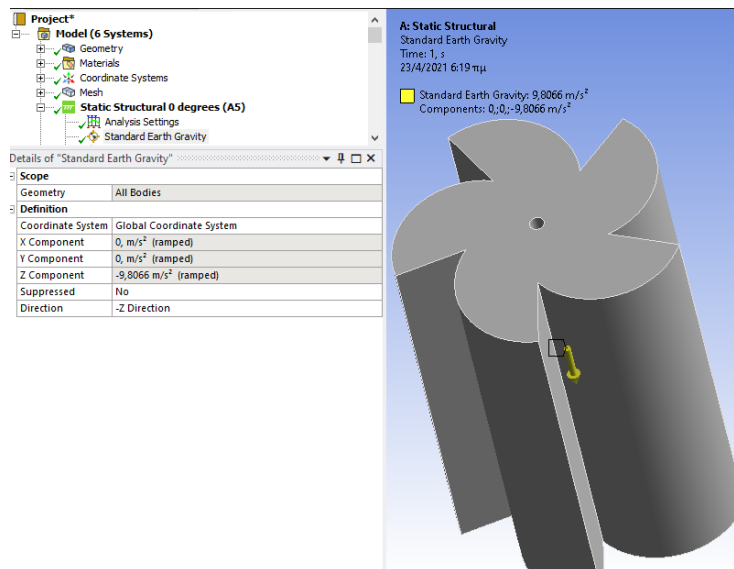 Project*
Model (6 Systems)
Geometry
Materials
Coordinate Systems
Mesh
Static Structural 0 degrees (A5)
Analysis Settings
Standard Earth Gravity
Details of "Standard Earth Gravity"
Scope
Geometry All Bodies
Definition
Coordinate System Global Coordinate System
X Component 0, m/s² (ramped)
Y Component 0, m/s² (ramped)
Z Component -9,8066 m/s² (ramped)
Suppressed No
Direction -Z Direction
A: Static Structural
Standard Earth Gravity
Time: 1, s
23/4/2021 6:19 πμ
Standard Earth Gravity: 9,8066 m/s²
Components: 0,;0,;-9,8066 m/s²